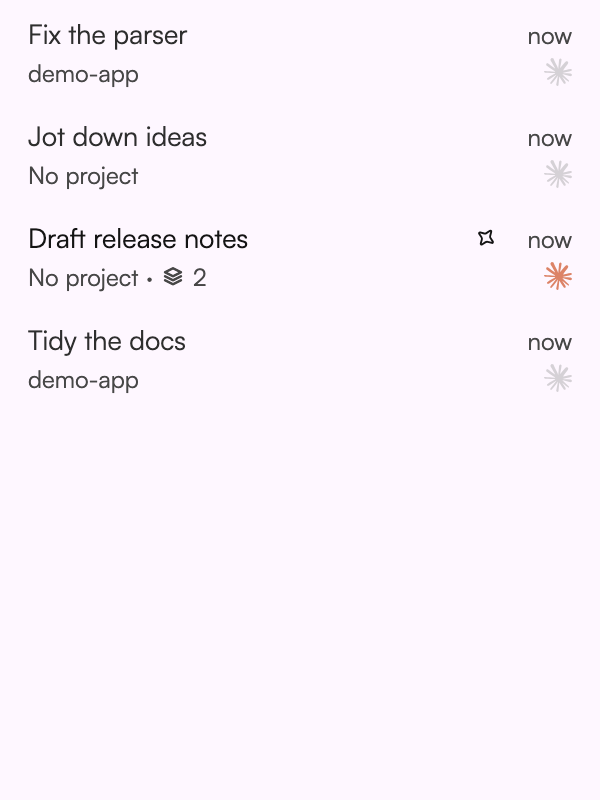 Fix the parser now
demo-app
Jot down ideas now
No project
Draft release notes now
No project · 2
Tidy the docs now
demo-app